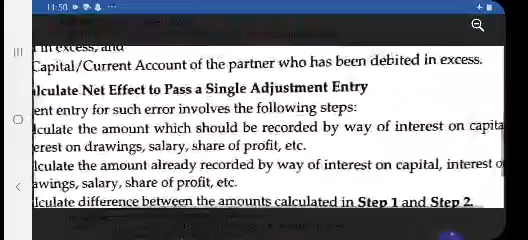 11:50
in excess, and
Capital/Current Account of the partner who has been debited in excess.
lculate Net Effect to Pass a Single Adjustment Entry
ent entry for such error involves the following steps:
lculate the amount which should be recorded by way of interest on capita
erest on drawings, salary, share of profit, etc.
lculate the amount already recorded by way of interest on capital, interest o
awings, salary, share of profit, etc.
lculate difference between the amounts calculated in Step 1 and Step 2.